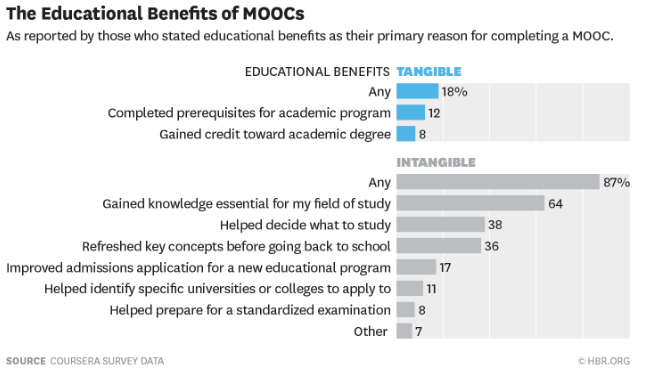 The Educational Benefits of MOOCs
As reported by those who stated educational benefits as their primary reason for completing a MOOC.
EDUCATIONAL BENEFITS TANGIBLE
Any 18%
Completed prerequisites for academic program 12
Gained credit toward academic degree 8
INTANGIBLE
Any 87%
Gained knowledge essential for my field of study 64
Helped decide what to study 38
Refreshed key concepts before going back to school 36
Improved admissions application for a new educational program 17
Helped identify specific universities or colleges to apply to 11
Helped prepare for a standardized examination 8
Other 7
SOURCE COURSERA SURVEY DATA © HBR.ORG